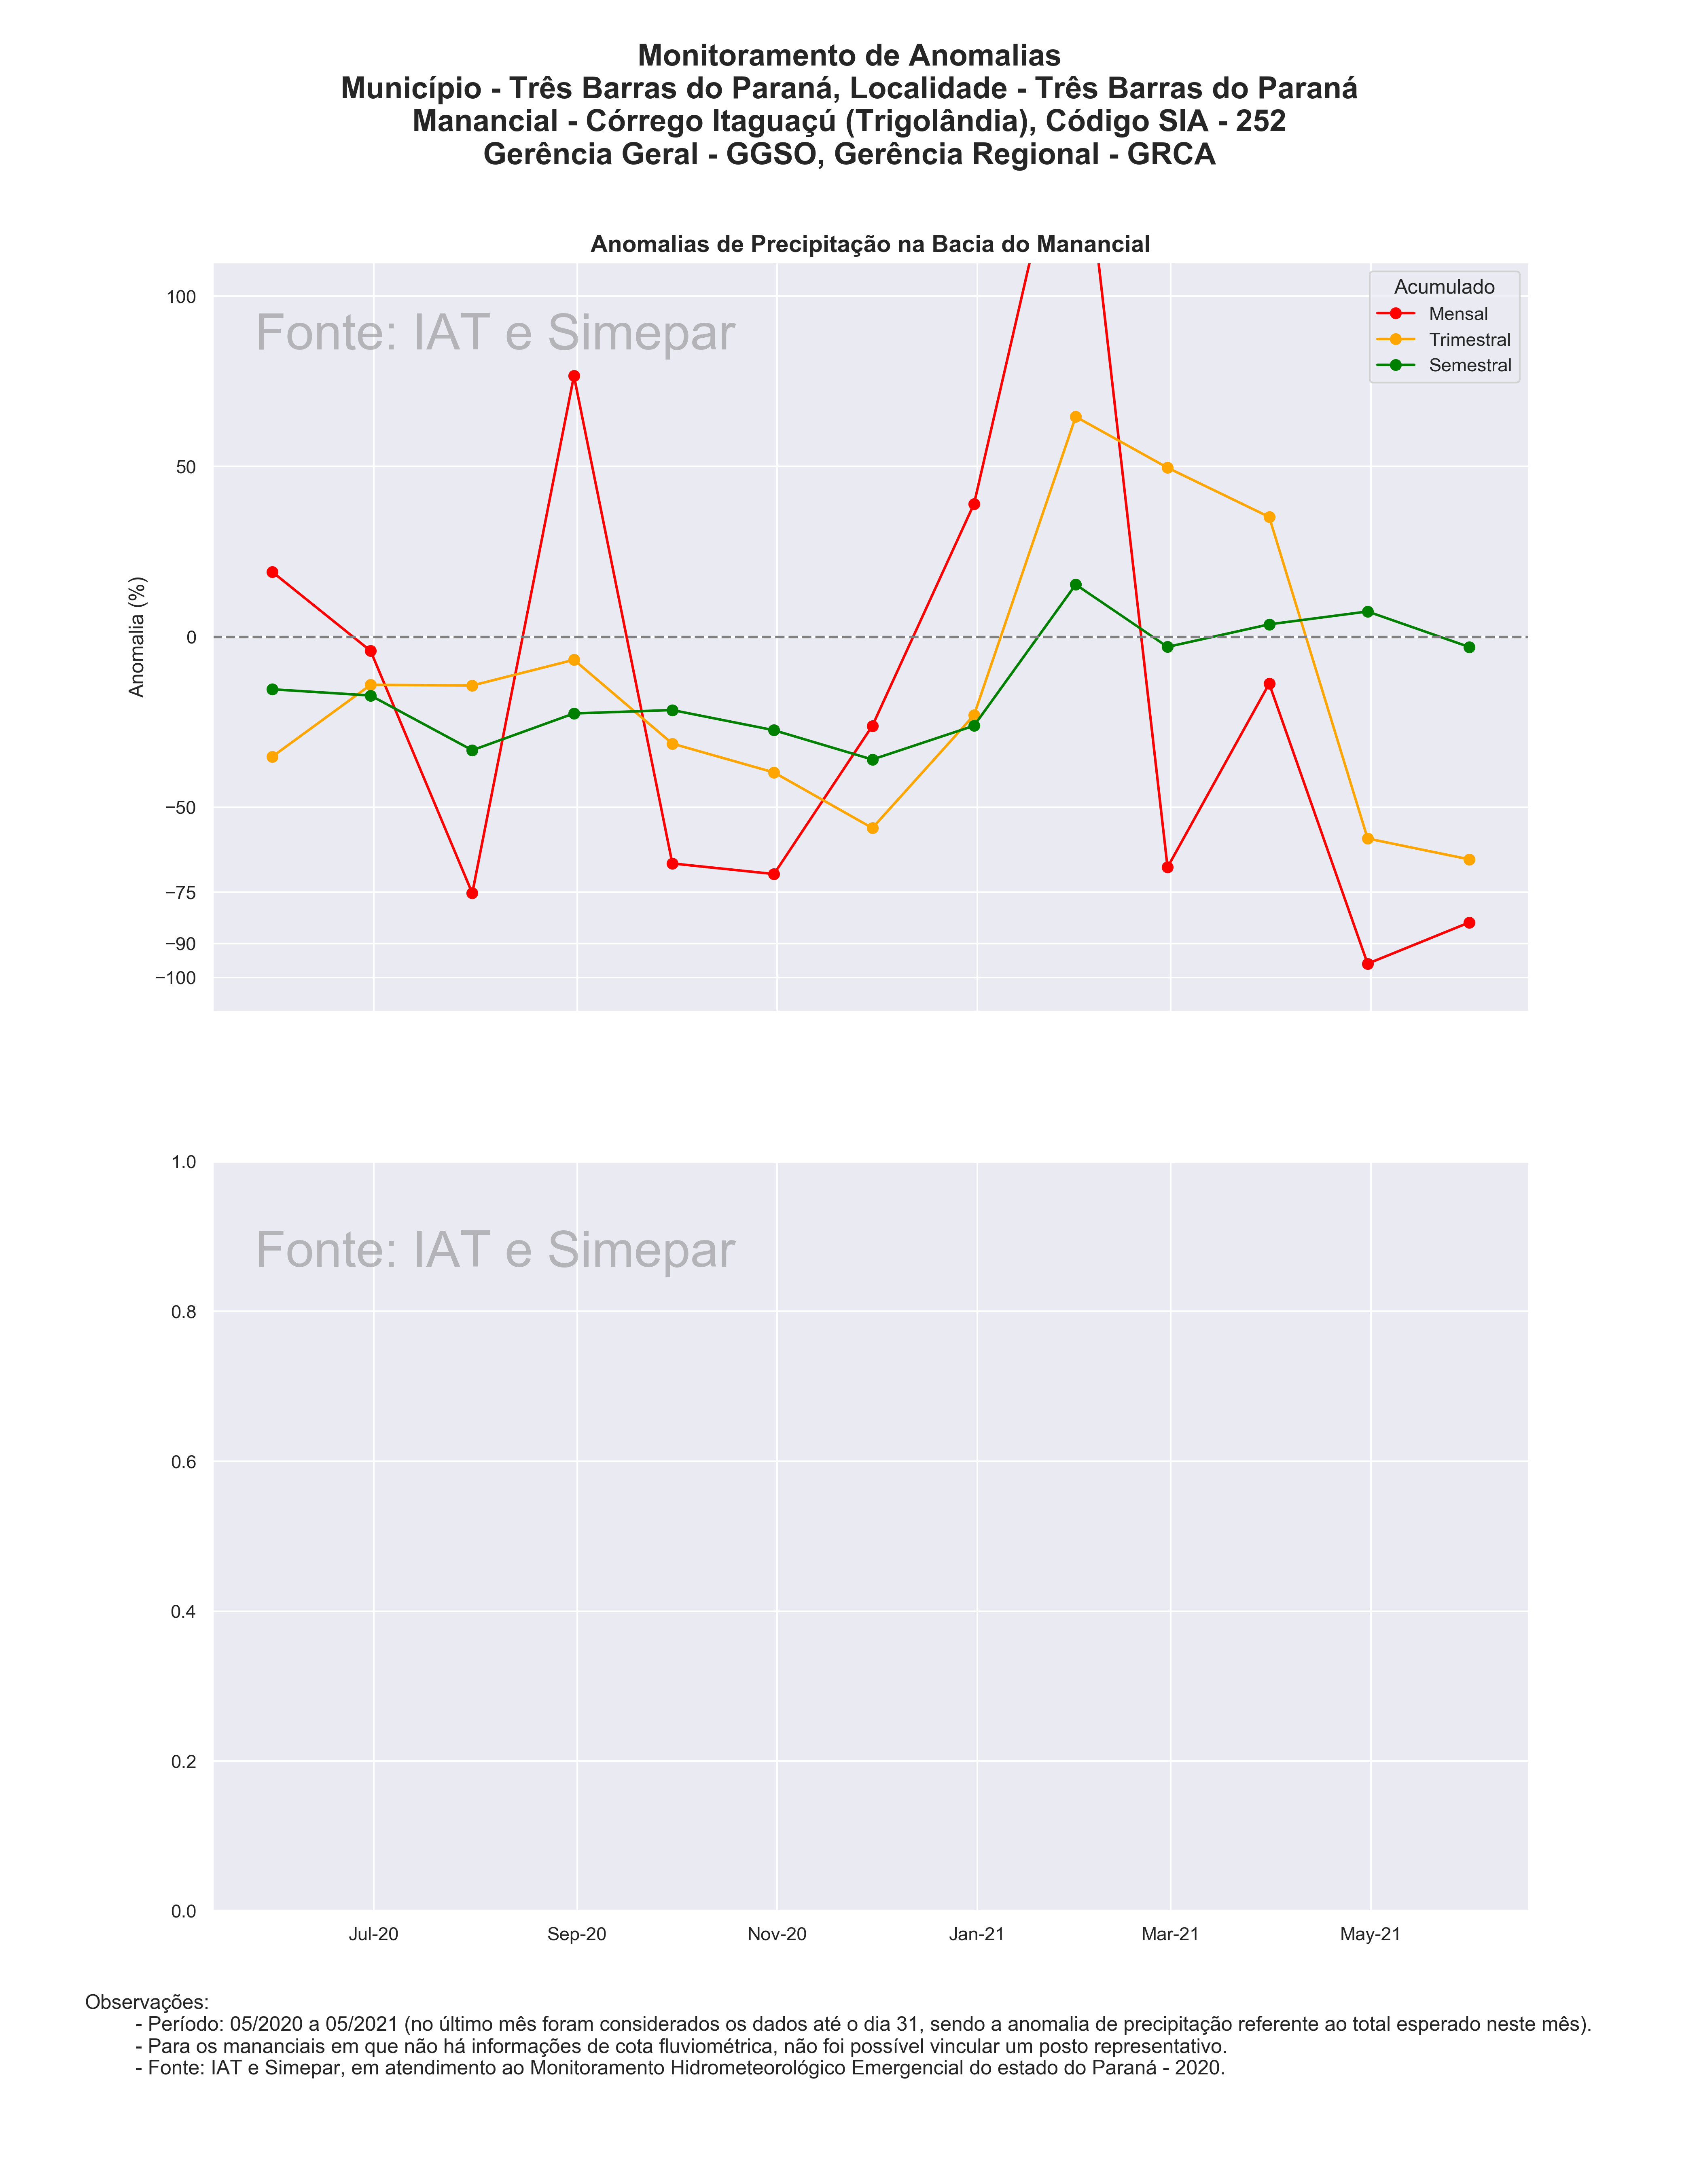 Monitoramento de Anomalias
Município - Três Barras do Paraná, Localidade - Três Barras do Paraná
Manancial - Córrego Itaguaçú (Trigolândia), Código SIA - 252
Gerência Geral - GGSO, Gerência Regional - GRCA
Anomalias de Precipitação na Bacia do Manancial
Fonte: IAT e Simepar
Acumulado
Mensal
Trimestral
Semestral
Anomalia (%)
100
50
0
−50
−75
−90
−100
Fonte: IAT e Simepar
1.0
0.8
0.6
0.4
0.2
0.0
Jul-20 Sep-20 Nov-20 Jan-21 Mar-21 May-21
Observações:
- Período: 05/2020 a 05/2021 (no último mês foram considerados os dados até o dia 31, sendo a anomalia de precipitação referente ao total esperado neste mês).
- Para os mananciais em que não há informações de cota fluviométrica, não foi possível vincular um posto representativo.
- Fonte: IAT e Simepar, em atendimento ao Monitoramento Hidrometeorológico Emergencial do estado do Paraná - 2020.